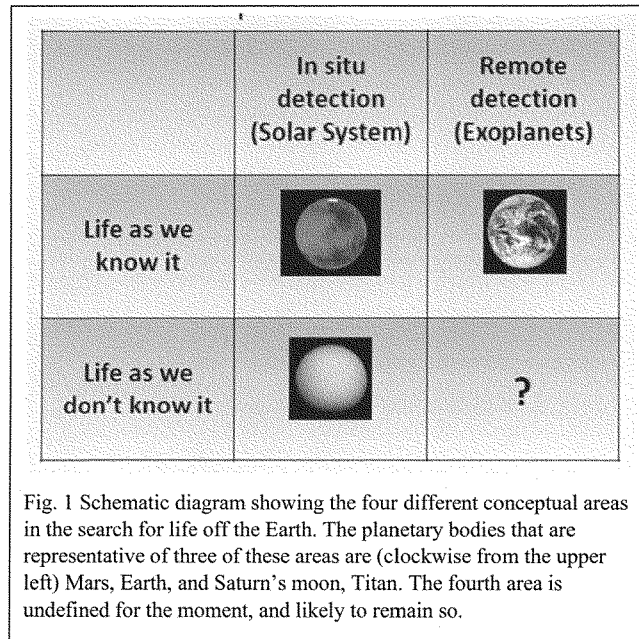 In situ detection (Solar System)
Remote detection (Exoplanets)
Life as we know it
Life as we don't know it
?
Fig. 1 Schematic diagram showing the four different conceptual areas
in the search for life off the Earth. The planetary bodies that are
representative of three of these areas are (clockwise from the upper
left) Mars, Earth, and Saturn's moon, Titan. The fourth area is
undefined for the moment, and likely to remain so.